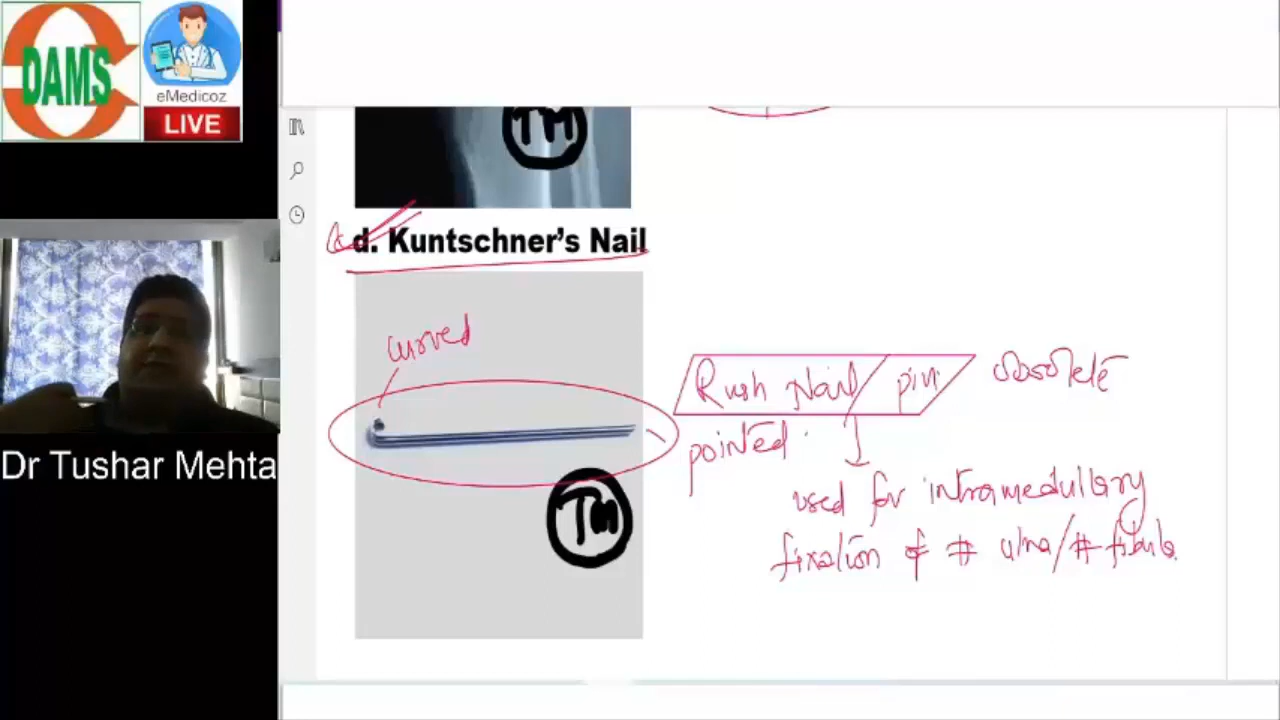 DAMS
eMedicoz
LIVE
TM
d. Kuntschner's Nail
curved
Rush Nail / pin
obsolete
pointed
used for intramedullary
fixation of # ulna/# fibula
TM
Dr Tushar Mehta